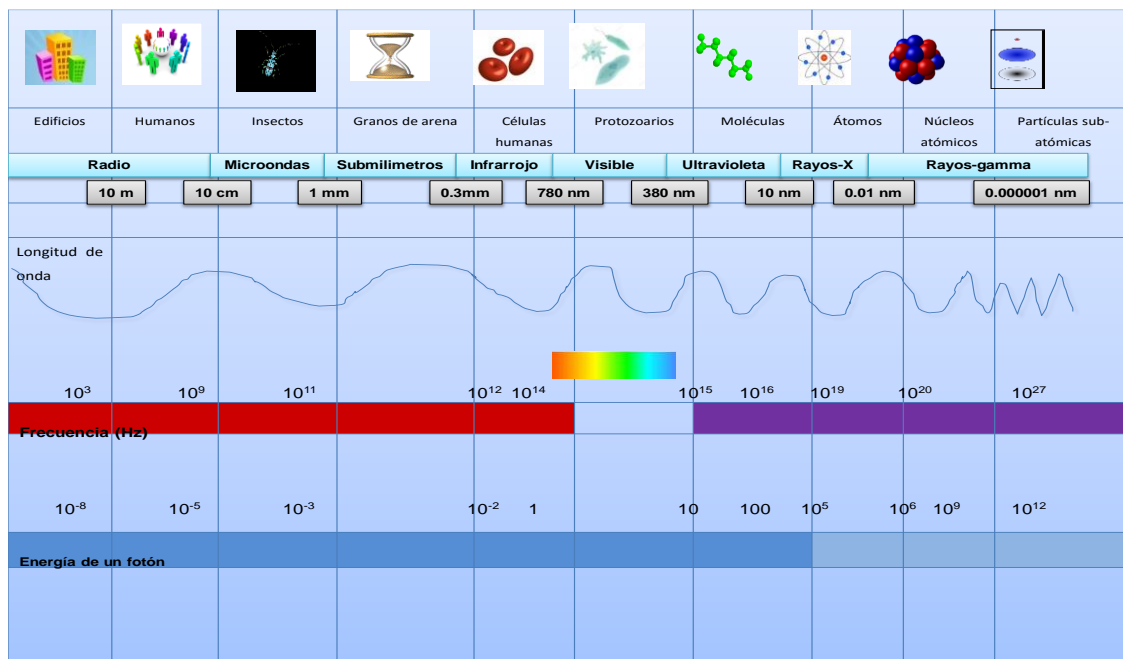 Edificios Humanos Insectos Granos de arena Células humanas Protozoarios Moléculas Átomos Núcleos atómicos Partículas sub-atómicas
Radio Microondas Submilimetros Infrarrojo Visible Ultravioleta Rayos-X Rayos-gamma
10 m 10 cm 1 mm 0.3mm 780 nm 380 nm 10 nm 0.01 nm 0.000001 nm
Longitud de
onda
10³ 10⁹ 10¹¹ 10¹² 10¹⁴ 10¹⁵ 10¹⁶ 10¹⁹ 10²⁰ 10²⁷
Frecuencia (Hz)
10⁻⁸ 10⁻⁵ 10⁻³ 10⁻² 1 10 100 10⁵ 10⁶ 10⁹ 10¹²
Energía de un fotón